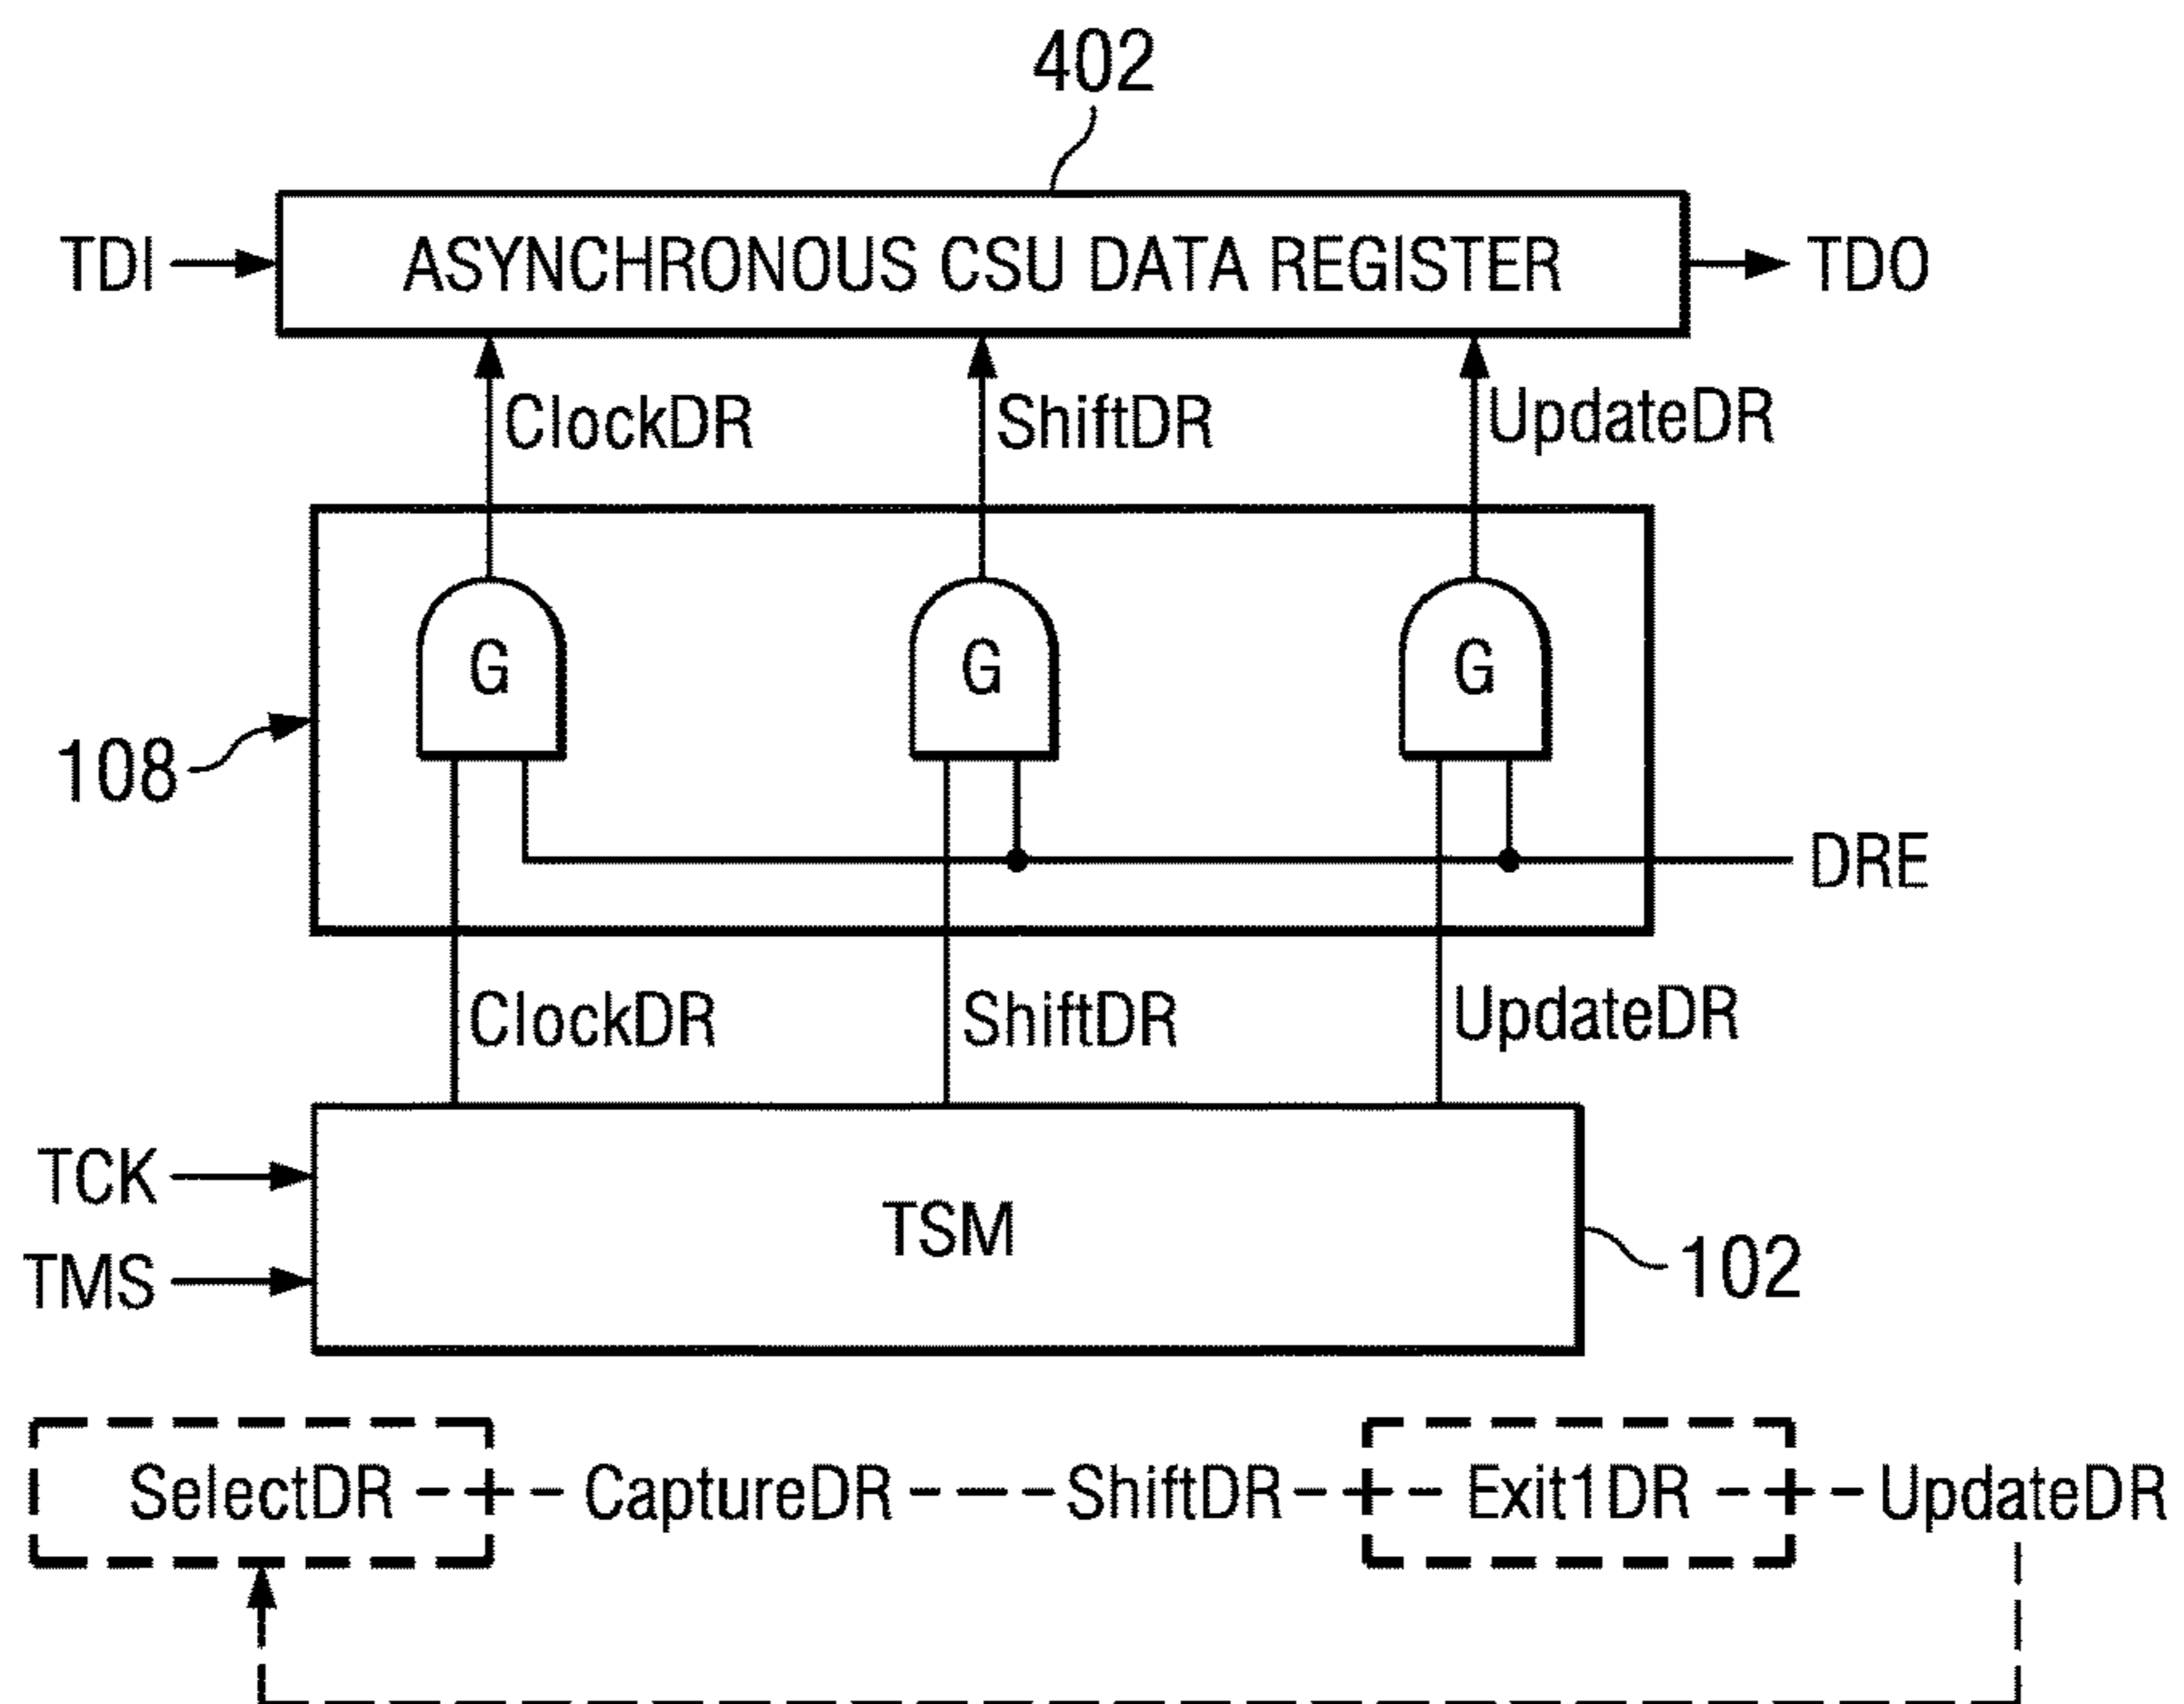 402
TDI
ASYNCHRONOUS CSU DATA REGISTER
TDO
ClockDR
ShiftDR
UpdateDR
G
G
G
108
DRE
ClockDR
ShiftDR
UpdateDR
TCK
TSM
TMS
102
SelectDR
CaptureDR
ShiftDR
Exit1DR
UpdateDR